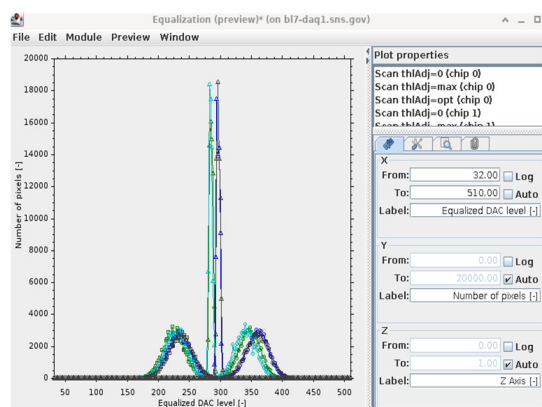 Equalization (preview)* (on bl7-daq1.sns.gov)
File Edit Module Preview Window
Plot properties
Scan thlAdj=0 (chip 0)
Scan thlAdj=max (chip 0)
Scan thlAdj=opt (chip 0)
Scan thlAdj=0 (chip 1)
Scan thlAdj=max (chip 1)
X
From: 32.00 Log
To: 510.00 Auto
Label: Equalized DAC level [-]
Y
From: 0.00 Log
To: 20000.00 Auto
Label: Number of pixels [-]
Z
From: 0.00 Log
To: 1.00 Auto
Label: Z Axis [-]
Number of pixels [-]
20000
18000
16000
14000
12000
10000
8000
6000
4000
2000
0
50 100 150 200 250 300 350 400 450 500
Equalized DAC level [-]